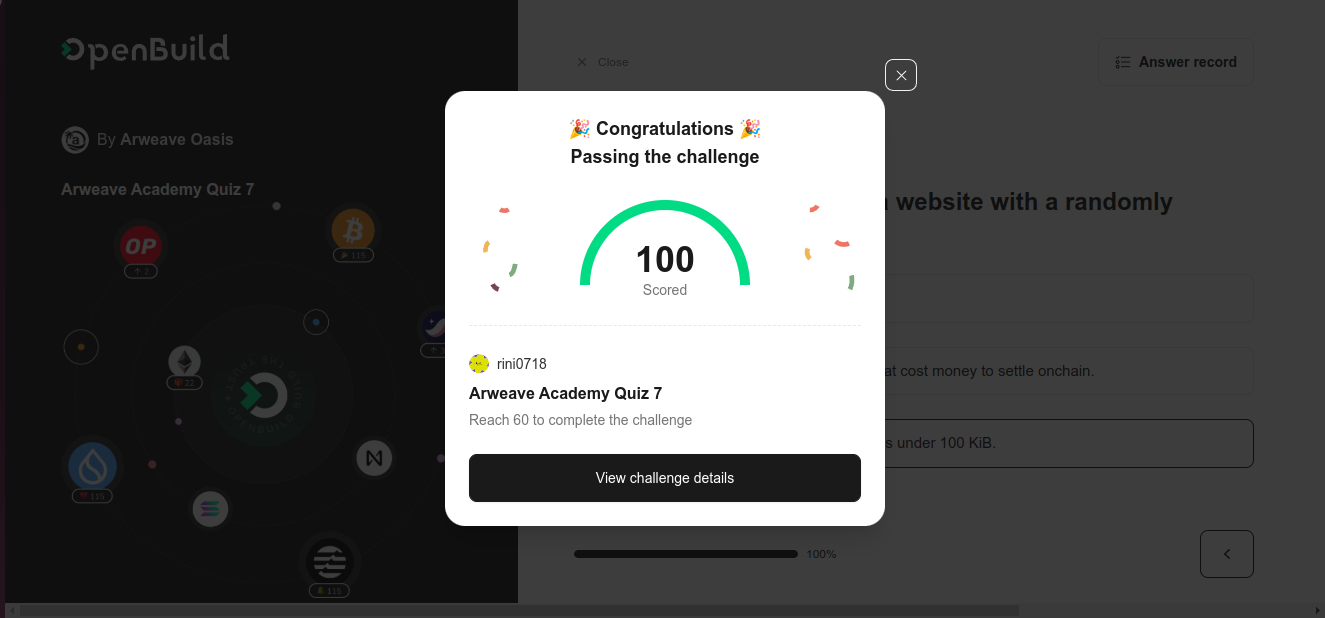 OpenBuild
By Arweave Oasis
Arweave Academy Quiz 7
OP
2
115
22
115
115
Close
Answer record
a website with a randomly
at cost money to settle onchain.
s under 100 KiB.
100%
🎉 Congratulations 🎉
Passing the challenge
100
Scored
rini0718
Arweave Academy Quiz 7
Reach 60 to complete the challenge
View challenge details